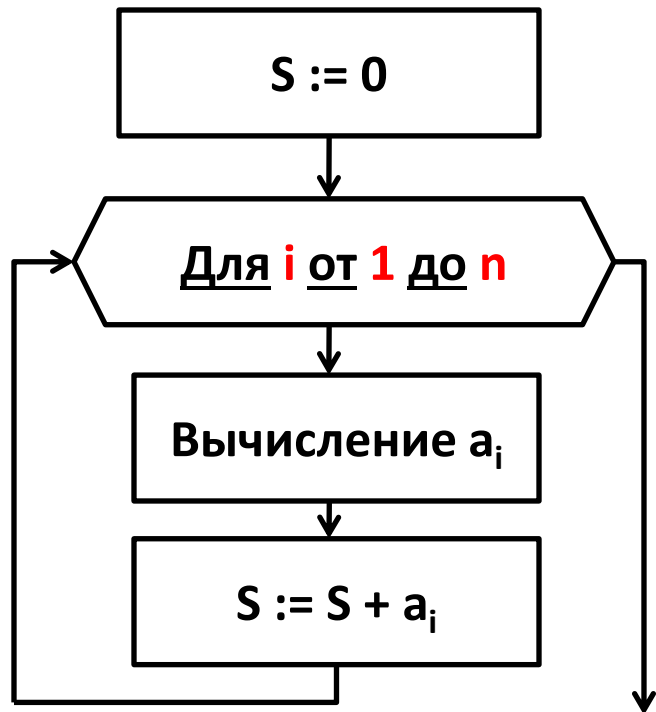 S := 0
Для i от 1 до n
Вычисление aᵢ
S := S + aᵢ